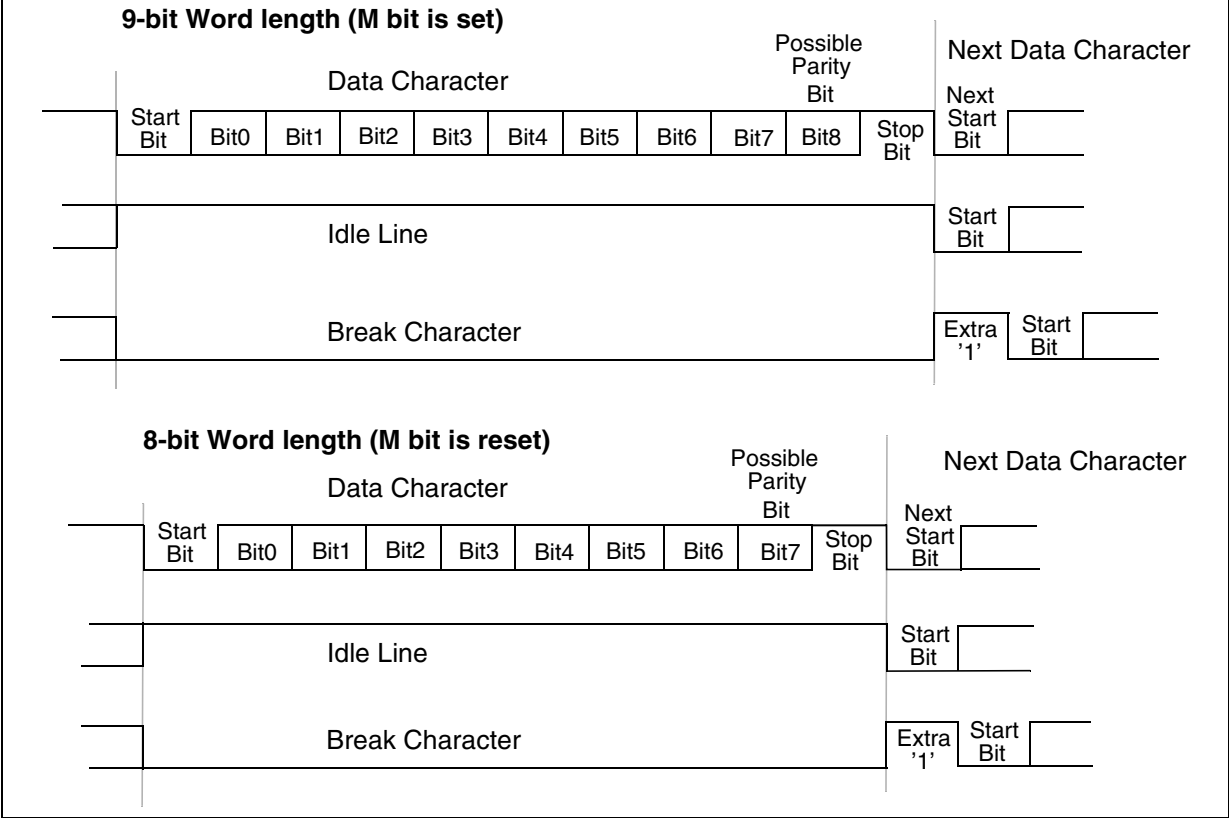 9-bit Word length (M bit is set)
Possible
Parity
Bit
Next Data Character
Data Character
Start
Bit
Bit0
Bit1
Bit2
Bit3
Bit4
Bit5
Bit6
Bit7
Bit8
Stop
Bit
Next
Start
Bit
Idle Line
Start
Bit
Break Character
Extra
’1’
Start
Bit
8-bit Word length (M bit is reset)
Possible
Parity
Bit
Next Data Character
Data Character
Start
Bit
Bit0
Bit1
Bit2
Bit3
Bit4
Bit5
Bit6
Bit7
Stop
Bit
Next
Start
Bit
Idle Line
Start
Bit
Break Character
Extra
’1’
Start
Bit